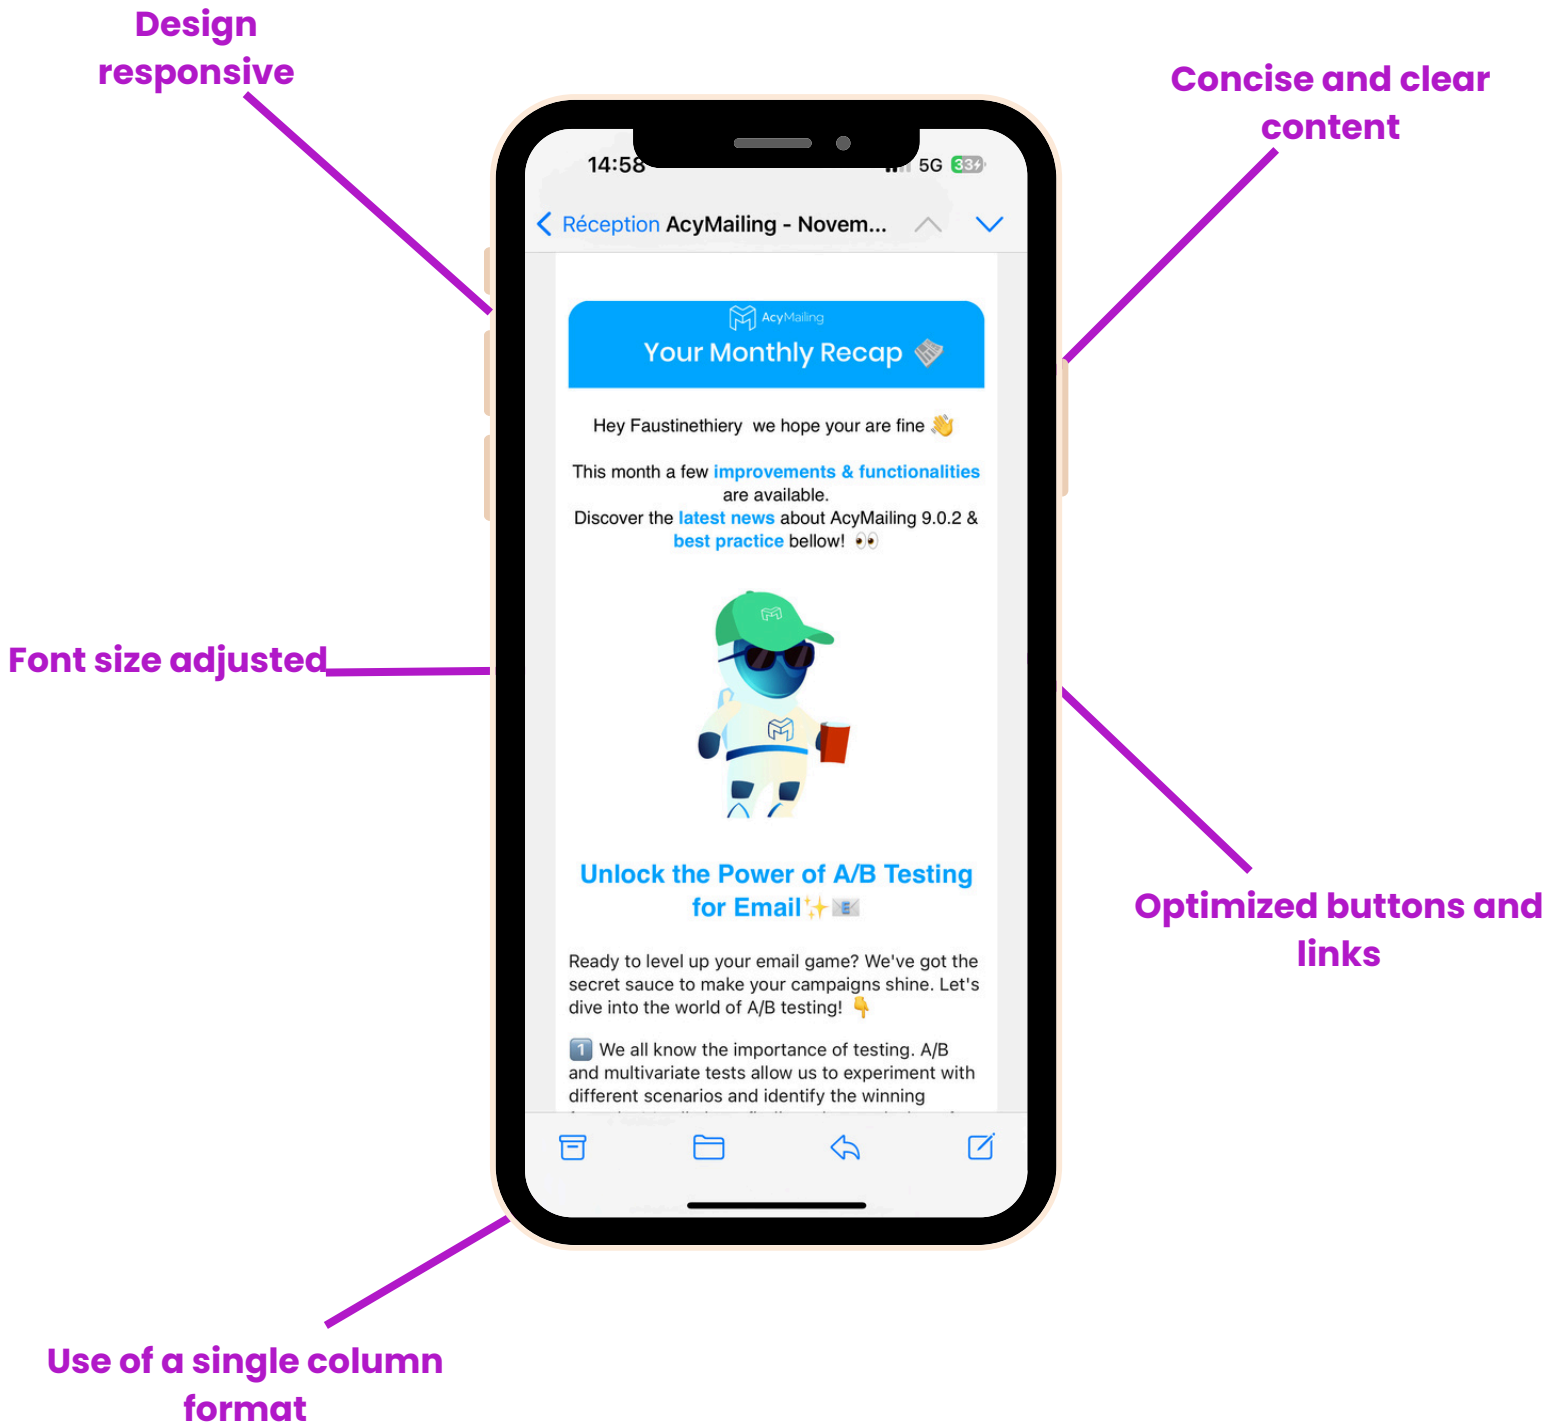 Design
responsive
Concise and clear
content
14:58
5G
33
Réception AcyMailing - Novem...
AcyMailing
Your Monthly Recap
Hey Faustinethiery we hope your are fine 👋
This month a few improvements & functionalities
are available.
Discover the latest news about AcyMailing 9.0.2 &
best practice bellow! 👀
Font size adjusted
Unlock the Power of A/B Testing
for Email✨📧
Optimized buttons and
links
Ready to level up your email game? We've got the
secret sauce to make your campaigns shine. Let's
dive into the world of A/B testing! 👇
1️⃣ We all know the importance of testing. A/B
and multivariate tests allow us to experiment with
different scenarios and identify the winning
Use of a single column
format